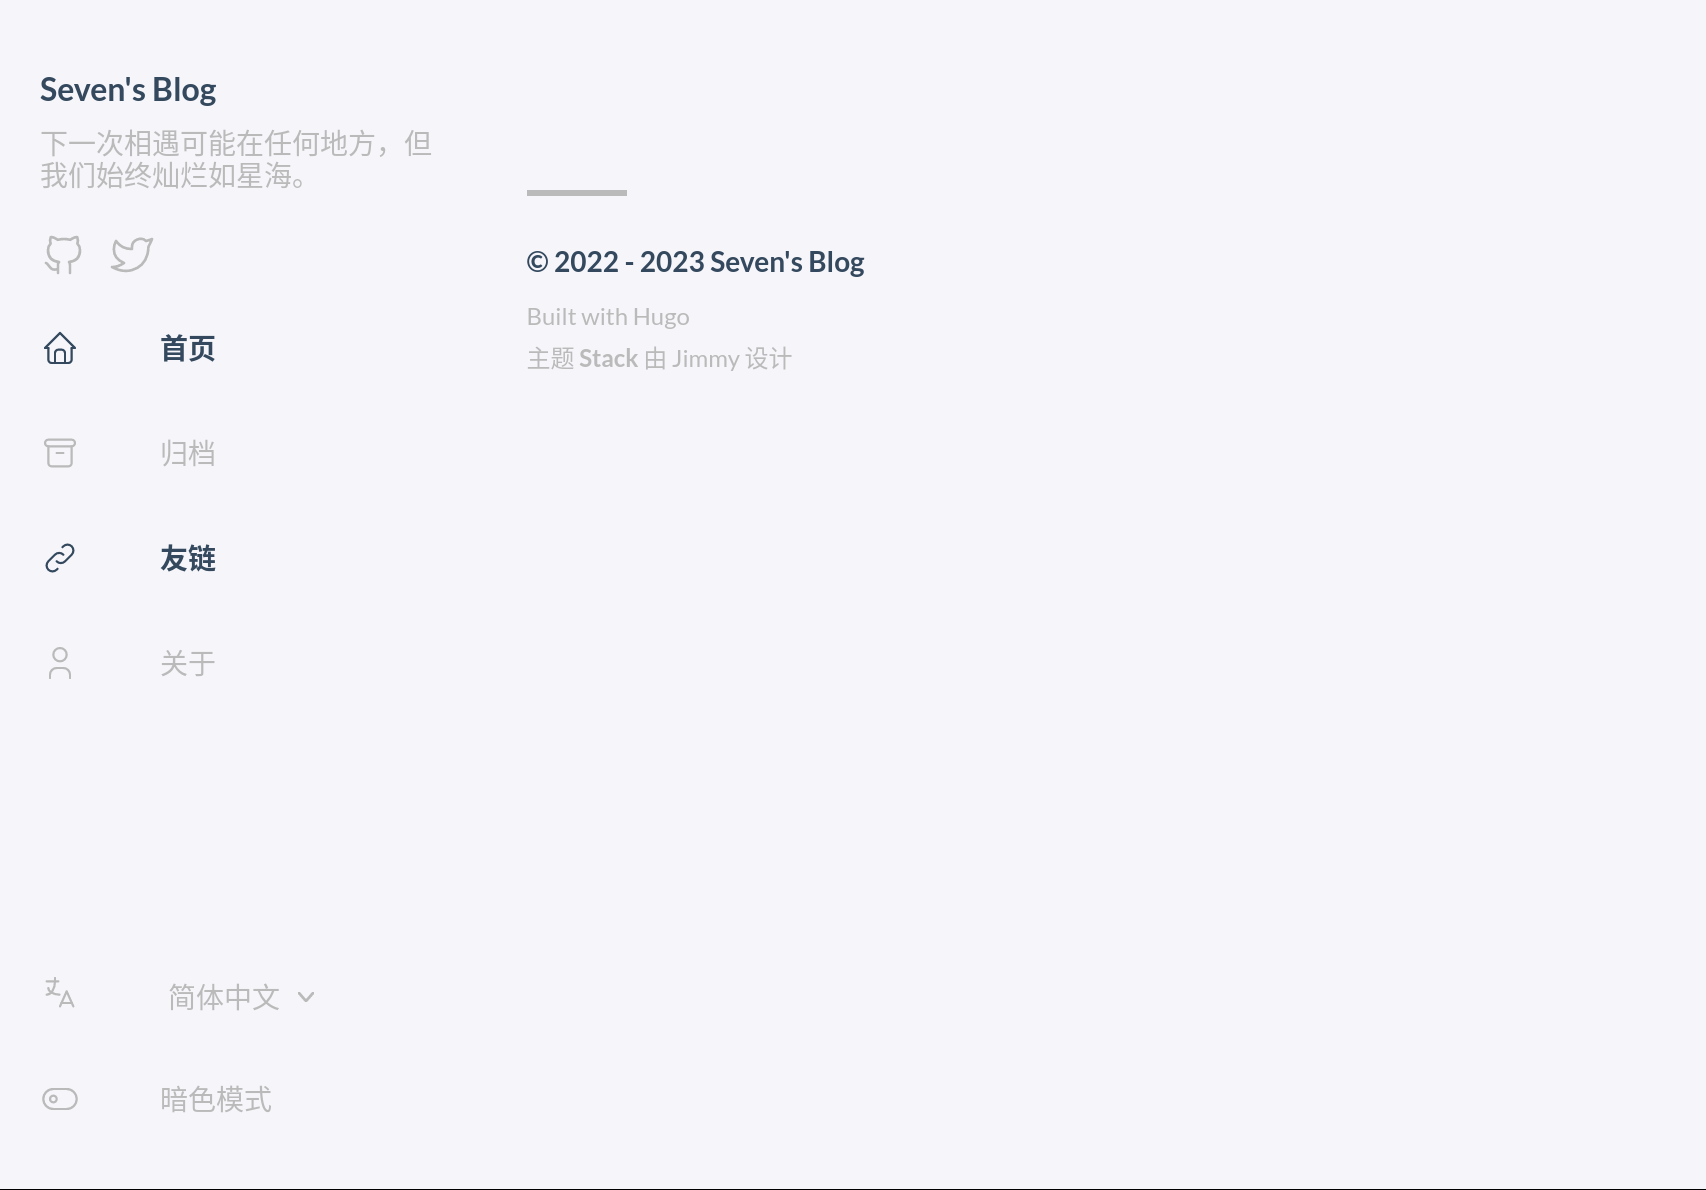 Seven's Blog
下一次相遇可能在任何地方，但
我们始终灿烂如星海。
首页
归档
友链
关于
简体中文
暗色模式
© 2022 - 2023 Seven's Blog
Built with Hugo
主题 Stack 由 Jimmy 设计